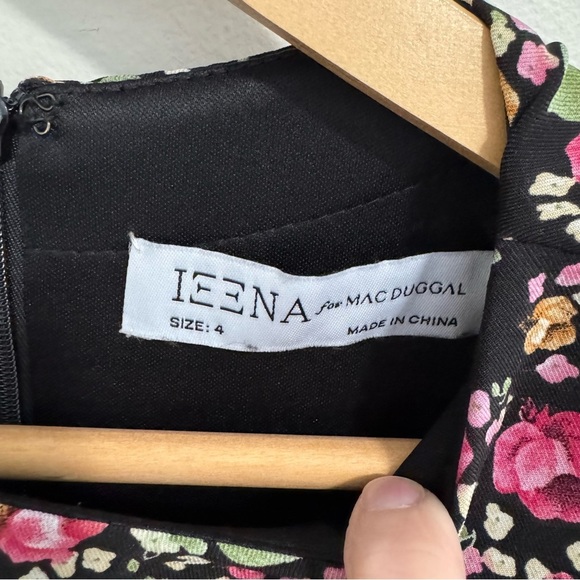 IEENA for MAC DUGGAL
SIZE: 4 MADE IN CHINA